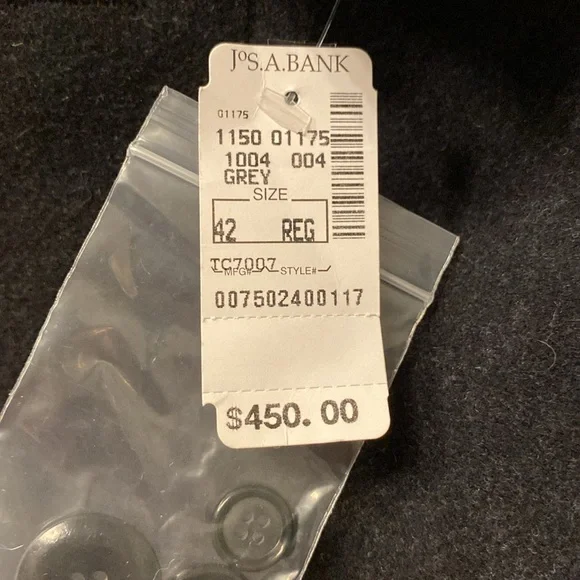 JoS.A.BANK
01175
1150 01175
1004 004
GREY
SIZE
42 REG
TC7007
MFG# STYLE#
007502400117
$450.00